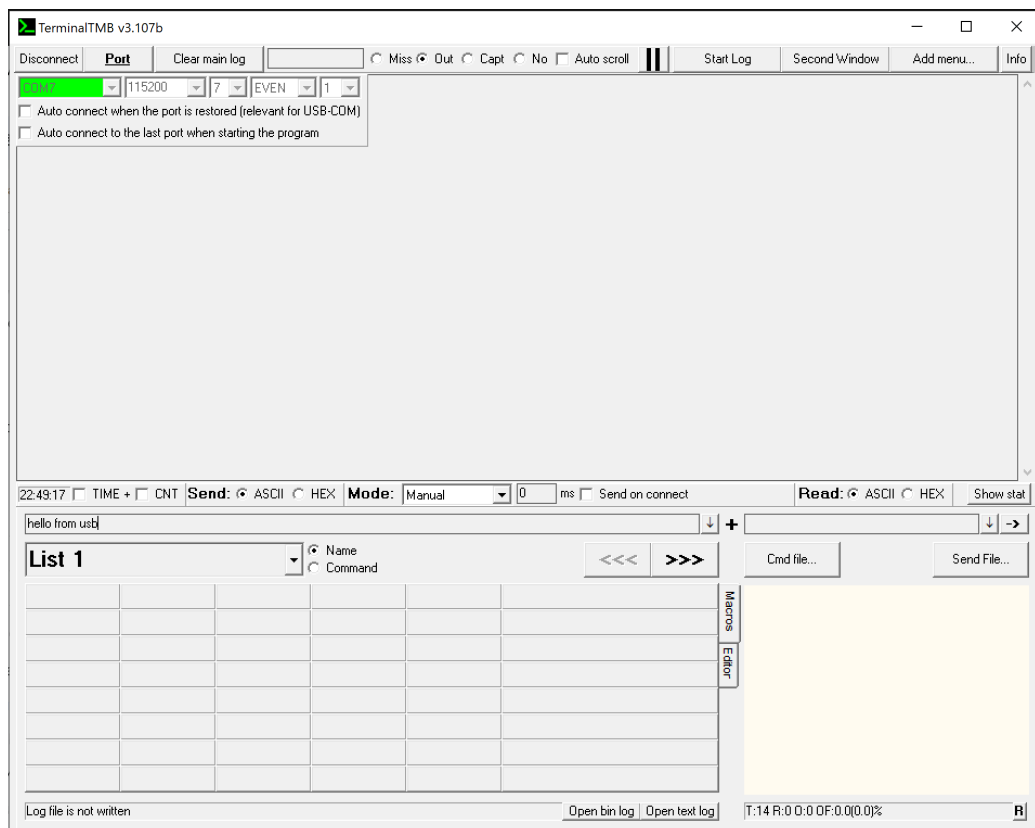 TerminalTMB v3.107b
Disconnect Port Clear main log Miss Out Capt No Auto scroll Start Log Second Window Add menu... Info
COM7 115200 7 EVEN 1
Auto connect when the port is restored (relevant for USB-COM)
Auto connect to the last port when starting the program
22:49:17 TIME + CNT Send: ASCII HEX Mode: Manual 0 ms Send on connect Read: ASCII HEX Show stat
hello from usb ↓ + ↓ ->
List 1 Name <<< >>> Cmd file... Send File...
Command
Macros
Editor
Log file is not written Open bin log Open text log T:14 R:0 O:0 OF:0.0(0.0)% R